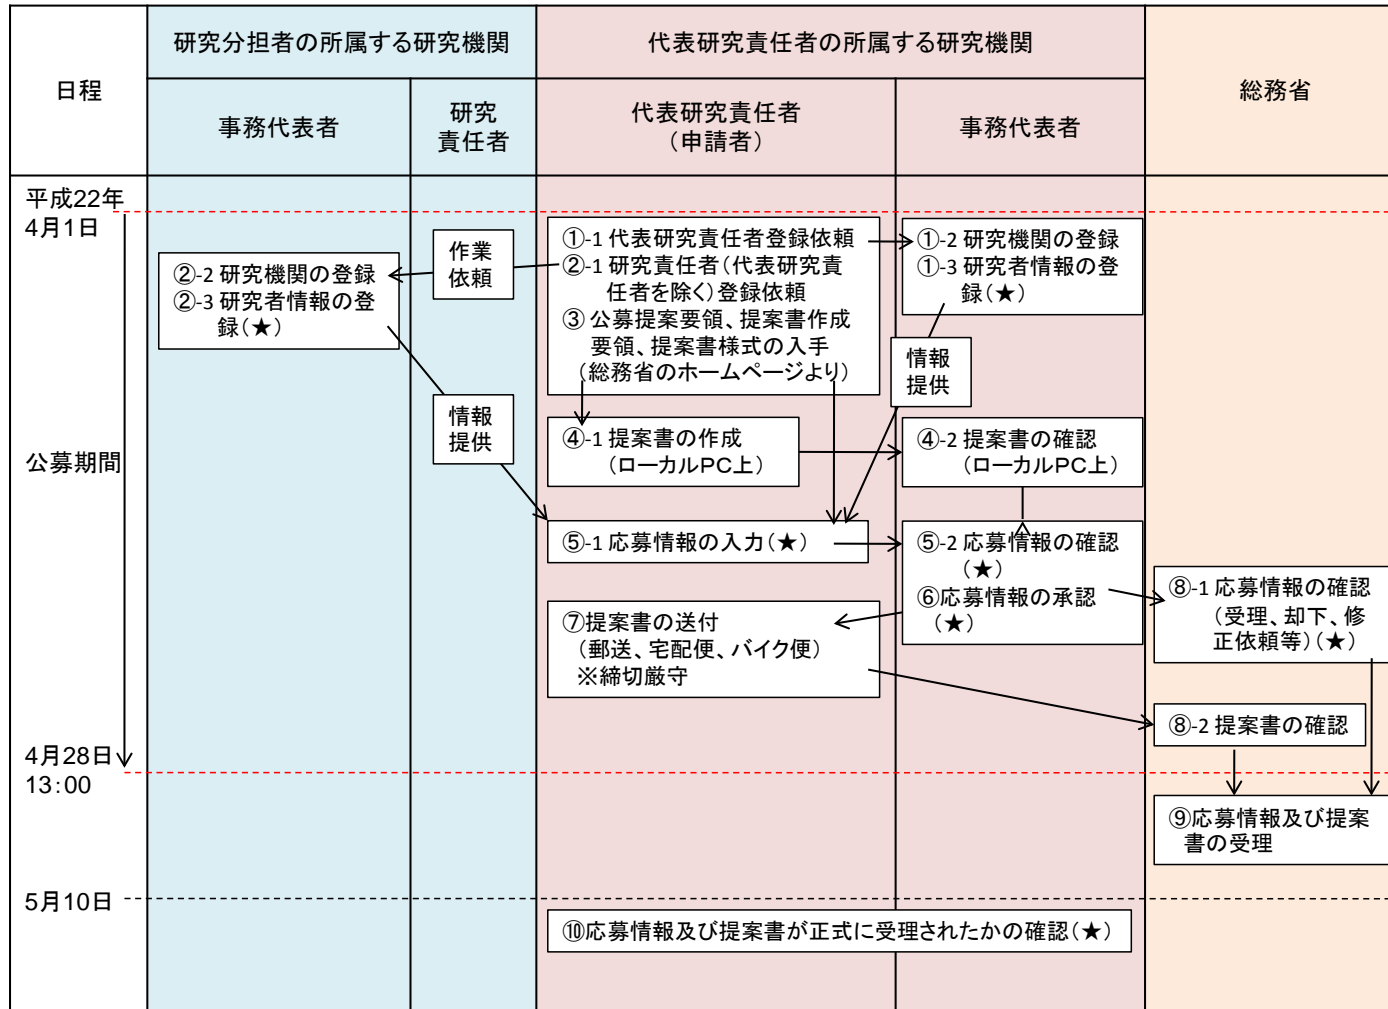 日程
研究分担者の所属する研究機関
代表研究責任者の所属する研究機関
総務省
事務代表者
研究
責任者
代表研究責任者
（申請者）
事務代表者
平成22年
4月1日
公募期間
4月28日
13：00
5月10日
②-2 研究機関の登録
②-3 研究者情報の登
録（★）
作業
依頼
情報
提供
①-1 代表研究責任者登録依頼
②-1 研究責任者（代表研究責
任者を除く）登録依頼
③ 公募提案要領、提案書作成
要領、提案書様式の入手
（総務省のホームページより）
①-2 研究機関の登録
①-3 研究者情報の登
録（★）
情報
提供
④-1 提案書の作成
（ローカルPC上）
④-2 提案書の確認
（ローカルPC上）
⑤-1 応募情報の入力（★）
⑤-2 応募情報の確認
（★）
⑥応募情報の承認
（★）
⑦提案書の送付
（郵送、宅配便、バイク便）
※締切厳守
⑧-1 応募情報の確認
（受理、却下、修
正依頼等）（★）
⑧-2 提案書の確認
⑨応募情報及び提案
書の受理
⑩応募情報及び提案書が正式に受理されたかの確認（★）